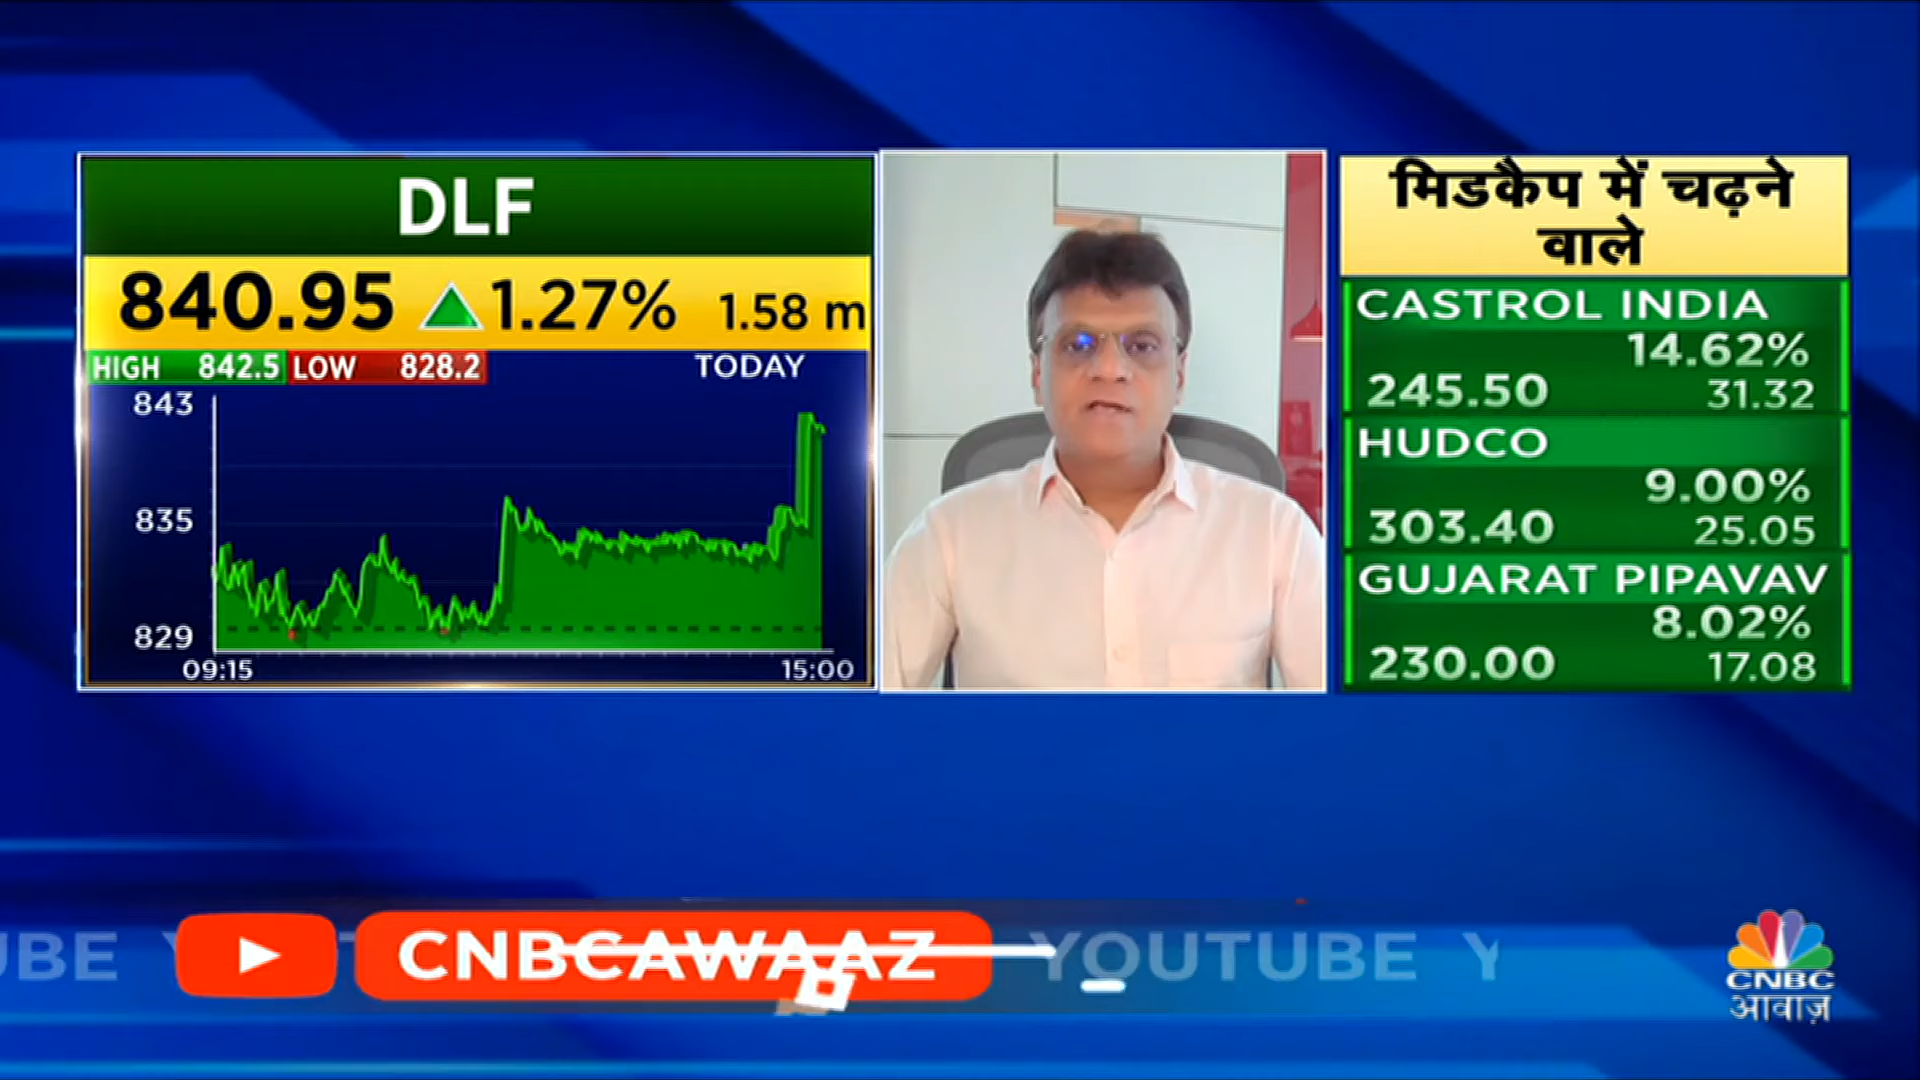 DLF
840.95 1.27% 1.58 m
HIGH 842.5 LOW 828.2 TODAY
843
835
829
09:15 15:00
मिडकैप में चढ़ने
वाले
CASTROL INDIA
14.62%
245.50 31.32
HUDCO
9.00%
303.40 25.05
GUJARAT PIPAVAV
8.02%
230.00 17.08
UBE Y T CNBCAWAAZ YOUTUBE Y
CNBC
आवाज़